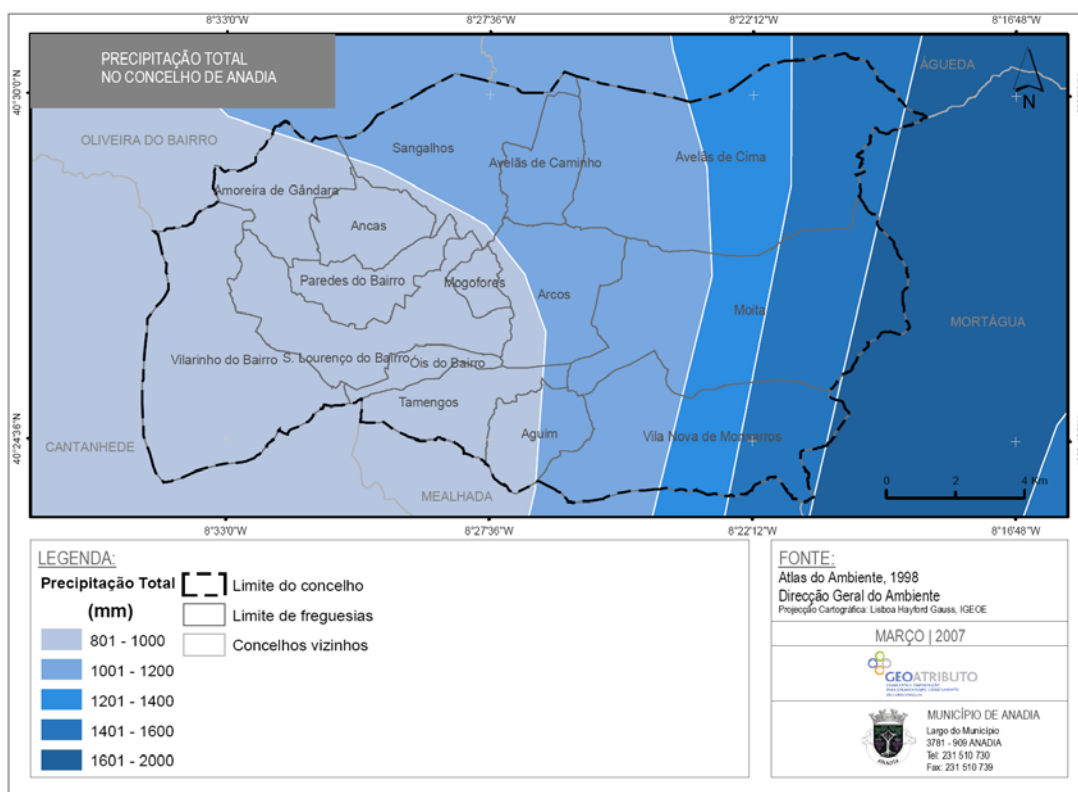 8°33'0"W 8°27'36"W 8°22'12"W 8°16'48"W
PRECIPITAÇÃO TOTAL
NO CONCELHO DE ANADIA
ÁGUEDA
N
40°30'0"N
OLIVEIRA DO BAIRRO
Sangalhos
Avelãs de Caminho
Avelãs de Cima
Amoreira de Gândara
Ancas
Paredes do Bairro
Mogofores
Arcos
Moita
MORTÁGUA
Vilarinho do Bairro
S. Lourenço do Bairro
Óis do Bairro
Tamengos
Aguim
Vila Nova de Monsarros
40°24'36"N
CANTANHEDE
MEALHADA
0 2 4 Km
8°33'0"W 8°27'36"W 8°22'12"W 8°16'48"W
LEGENDA:
Precipitação Total
(mm)
801 - 1000
1001 - 1200
1201 - 1400
1401 - 1600
1601 - 2000
Limite do concelho
Limite de freguesias
Concelhos vizinhos
FONTE:
Atlas do Ambiente, 1998
Direcção Geral do Ambiente
Projecção Cartográfica: Lisboa Hayford Gauss, IGEOE
MARÇO | 2007
GEOATRIBUTO
ANADIA
MUNICÍPIO DE ANADIA
Largo do Município
3781 - 909 ANADIA
Tel: 231 510 730
Fax: 231 510 739